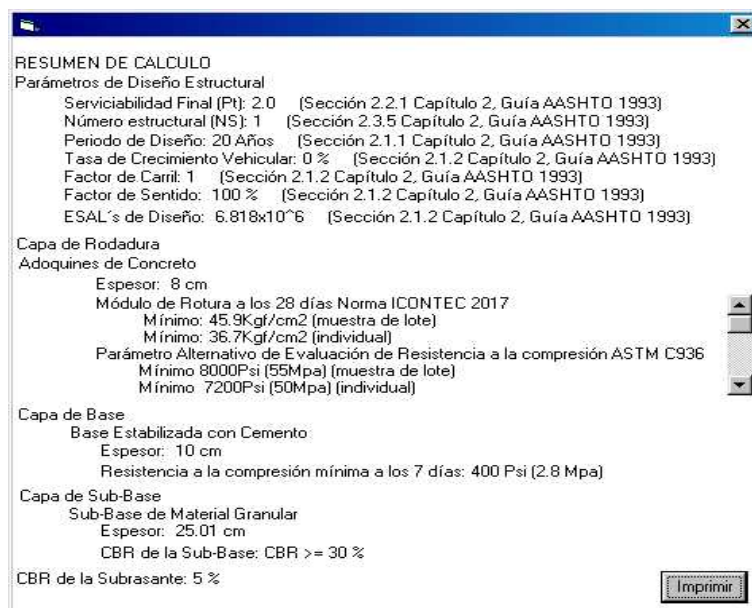 RESUMEN DE CALCULO
Parámetros de Diseño Estructural
Serviciabilidad Final (Pt): 2.0 (Sección 2.2.1 Capítulo 2, Guía AASHTO 1993)
Número estructural (NS): 1 (Sección 2.3.5 Capítulo 2, Guía AASHTO 1993)
Periodo de Diseño: 20 Años (Sección 2.1.1 Capítulo 2, Guía AASHTO 1993)
Tasa de Crecimiento Vehicular: 0 % (Sección 2.1.2 Capítulo 2, Guía AASHTO 1993)
Factor de Carril: 1 (Sección 2.1.2 Capítulo 2, Guía AASHTO 1993)
Factor de Sentido: 100 % (Sección 2.1.2 Capítulo 2, Guía AASHTO 1993)
ESAL´s de Diseño: 6.818x10^6 (Sección 2.1.2 Capítulo 2, Guía AASHTO 1993)
Capa de Rodadura
Adoquines de Concreto
Espesor: 8 cm
Módulo de Rotura a los 28 días Norma ICONTEC 2017
Mínimo: 45.9Kgf/cm2 (muestra de lote)
Mínimo: 36.7Kgf/cm2 (individual)
Parámetro Alternativo de Evaluación de Resistencia a la compresión ASTM C936
Mínimo 8000Psi (55Mpa) (muestra de lote)
Mínimo 7200Psi (50Mpa) (individual)
Capa de Base
Base Estabilizada con Cemento
Espesor: 10 cm
Resistencia a la compresión mínima a los 7 días: 400 Psi (2.8 Mpa)
Capa de Sub-Base
Sub-Base de Material Granular
Espesor: 25.01 cm
CBR de la Sub-Base: CBR >= 30 %
CBR de la Subrasante: 5 %
Imprimir